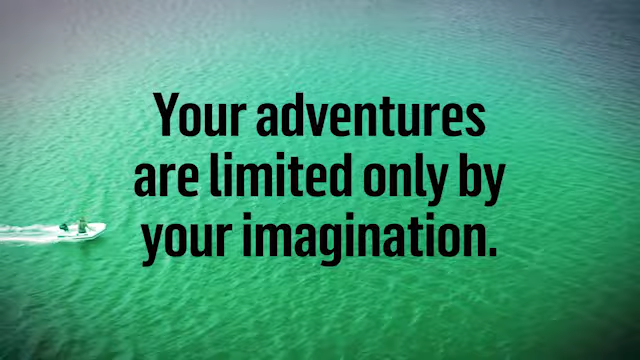 Your adventures
are limited only by
your imagination.